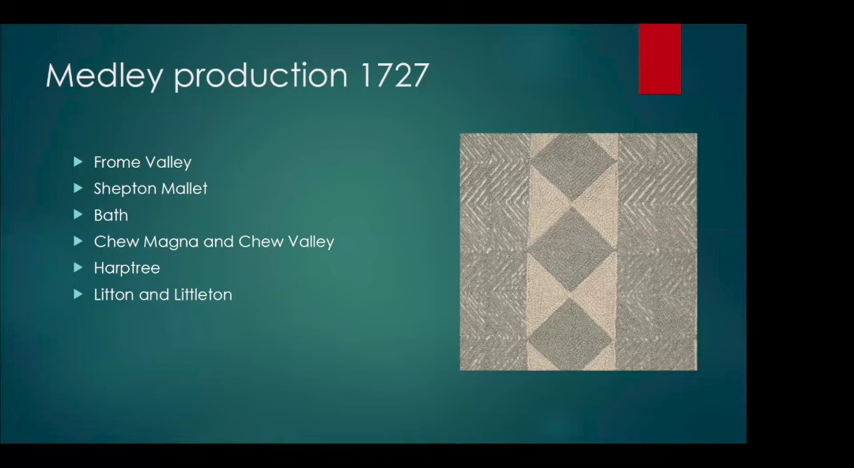 Medley production 1727
Frome Valley
Shepton Mallet
Bath
Chew Magna and Chew Valley
Harptree
Litton and Littleton